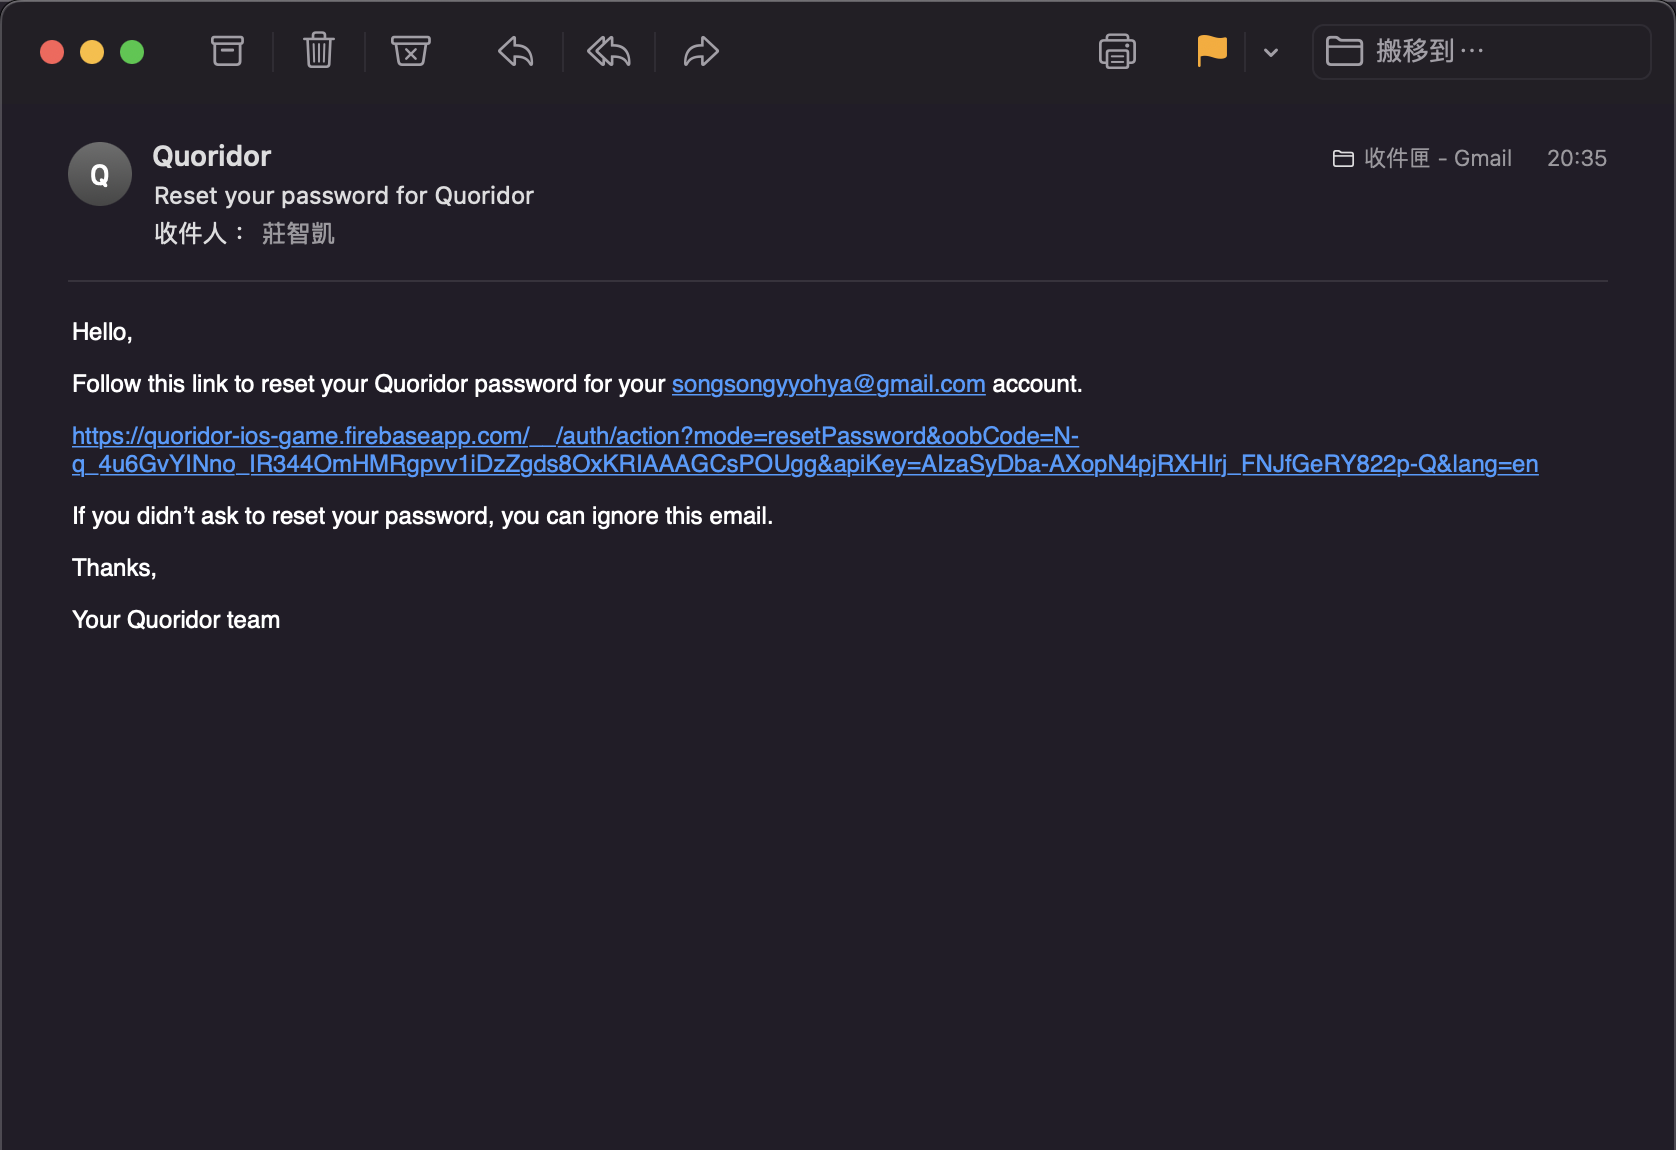 搬移到 ···
Q
Quoridor
收件匣 - Gmail 20:35
Reset your password for Quoridor
收件人： 莊智凱
Hello,
Follow this link to reset your Quoridor password for your songsongyyohya@gmail.com account.
https://quoridor-ios-game.firebaseapp.com/__/auth/action?mode=resetPassword&oobCode=N-
q_4u6GvYINno_IR344OmHMRgpvv1iDzZgds8OxKRIAAAGCsPOUgg&apiKey=AIzaSyDba-AXopN4pjRXHIrj_FNJfGeRY822p-Q&lang=en
If you didn’t ask to reset your password, you can ignore this email.
Thanks,
Your Quoridor team